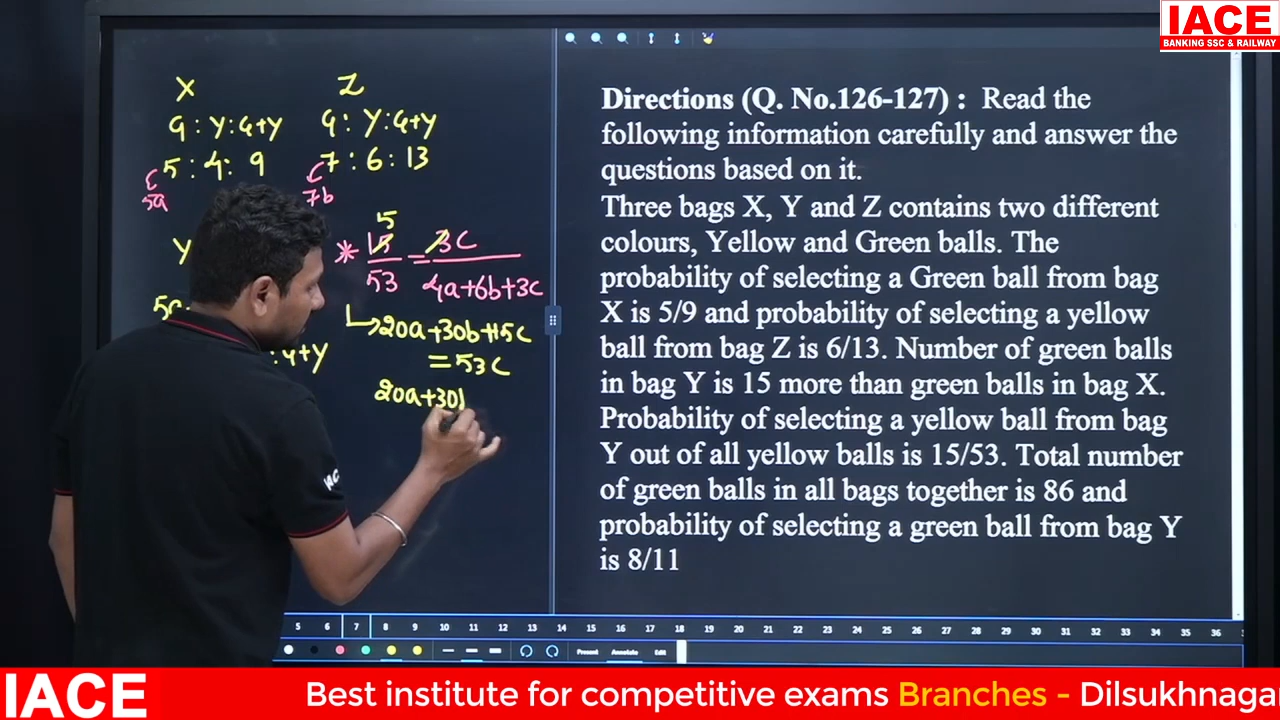 IACE
BANKING SSC & RAILWAY
X
G : Y : G+Y
5 : 4 : 9
5a
Z
G : Y : G+Y
7 : 6 : 13
7b
Y
: G+Y
5
* 15/53 = 3c/4a+6b+3c
20a+30b+15c
= 53c
20a+30b
Directions (Q. No.126-127) : Read the
following information carefully and answer the
questions based on it.
Three bags X, Y and Z contains two different
colours, Yellow and Green balls. The
probability of selecting a Green ball from bag
X is 5/9 and probability of selecting a yellow
ball from bag Z is 6/13. Number of green balls
in bag Y is 15 more than green balls in bag X.
Probability of selecting a yellow ball from bag
Y out of all yellow balls is 15/53. Total number
of green balls in all bags together is 86 and
probability of selecting a green ball from bag Y
is 8/11
5 6 7 8 9 10 11 12 13 14 15 16 17 18 19 20 21 22 23 24 25 26 27 28 29 30 31 32 33 34 35 36
Present Annotate Edit
IACE Best institute for competitive exams Branches - Dilsukhnaga